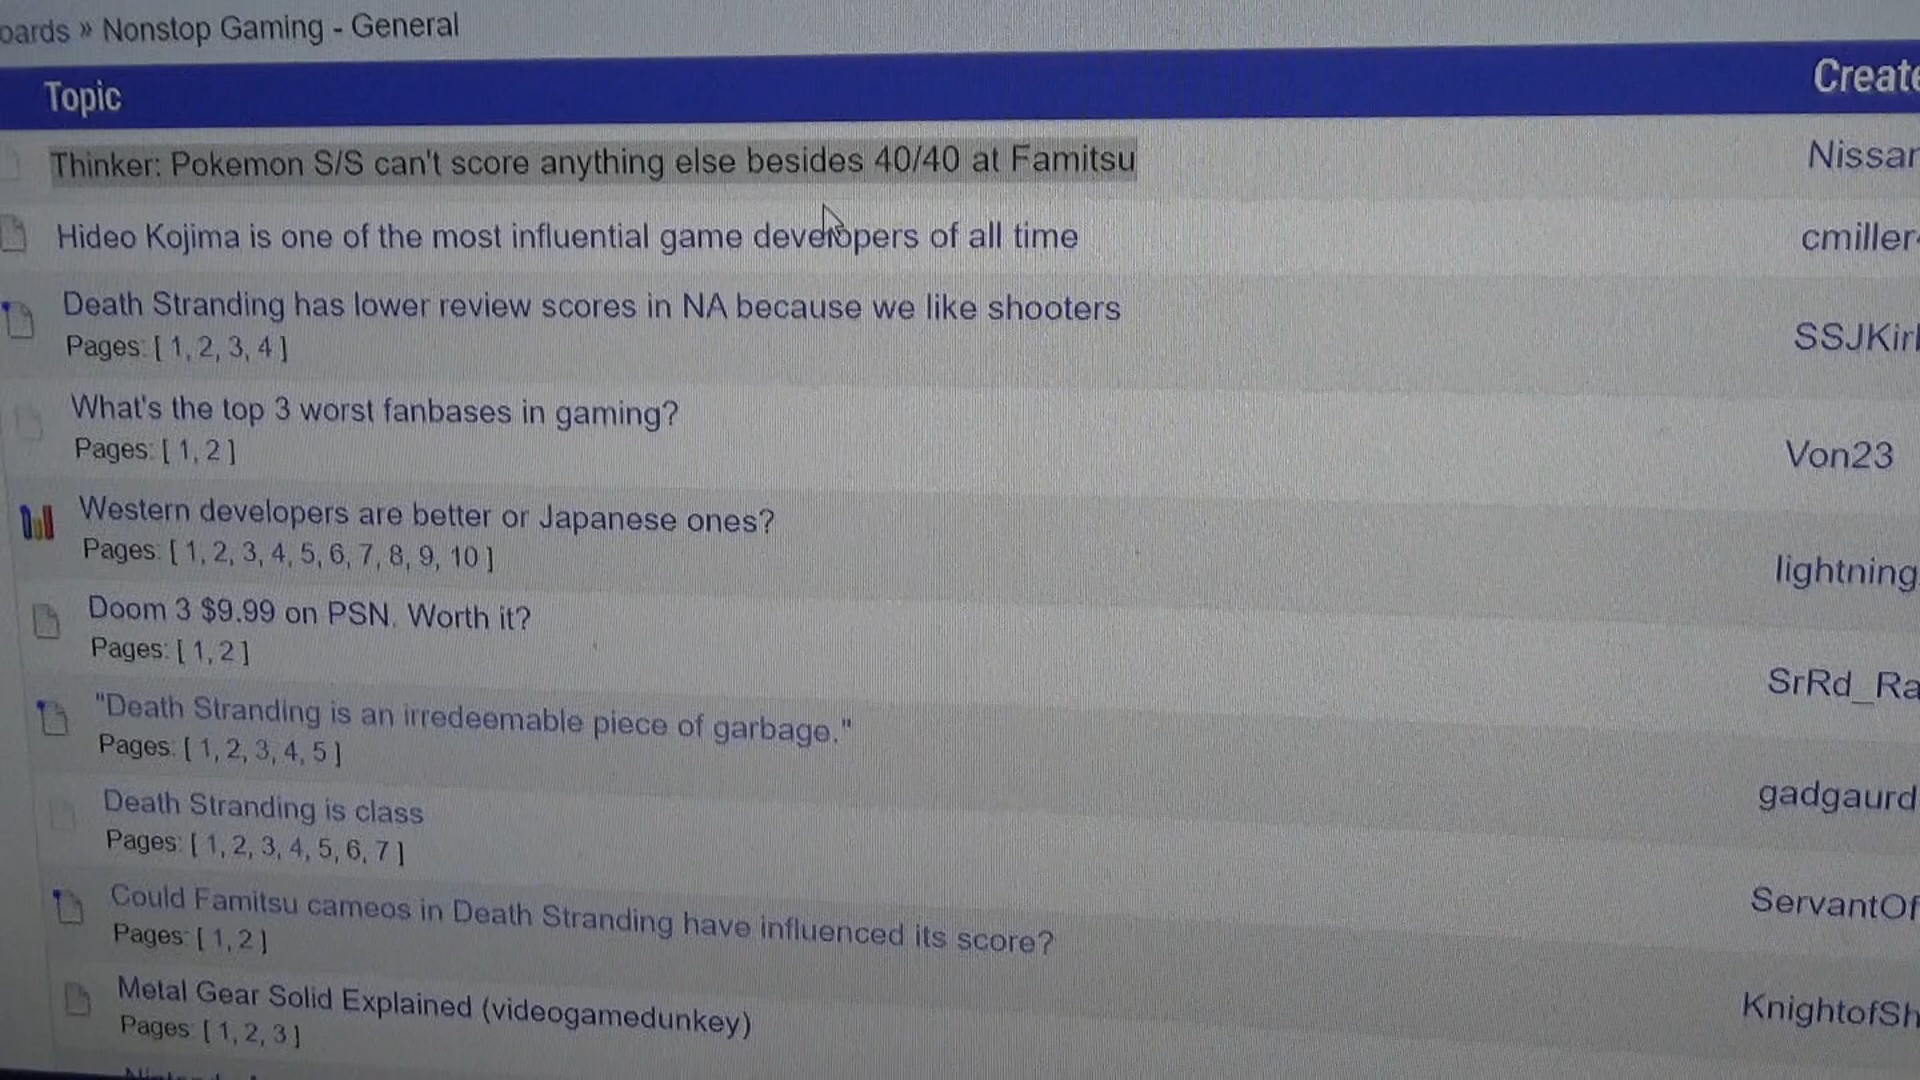 » Nonstop Gaming - General
Topic
Thinker: Pokemon S/S can't score anything else besides 40/40 at Famitsu
Hideo Kojima is one of the most influential game developers of all time
cmiller
Death Stranding has lower review scores in NA because we like shooters
Pages: [ 1, 2, 3, 4 ]
What's the top 3 worst fanbases in gaming?
Pages: [ 1, 2 ]
Von23
Western developers are better or Japanese ones?
Pages: [ 1, 2, 3, 4, 5, 6, 7, 8, 9, 10 ]
lightning
Doom 3 $9.99 on PSN. Worth it?
Pages: [ 1, 2 ]
SrRd_Ra
"Death Stranding is an irredeemable piece of garbage."
Pages: [ 1, 2, 3, 4, 5 ]
gadgaurd
Death Stranding is class
Pages: [ 1, 2, 3, 4, 5, 6, 7 ]
ServantOf
Could Famitsu cameos in Death Stranding have influenced its score?
Pages: [ 1, 2 ]
KnightofSh
Metal Gear Solid Explained (videogamedunkey)
Pages: [ 1, 2, 3 ]